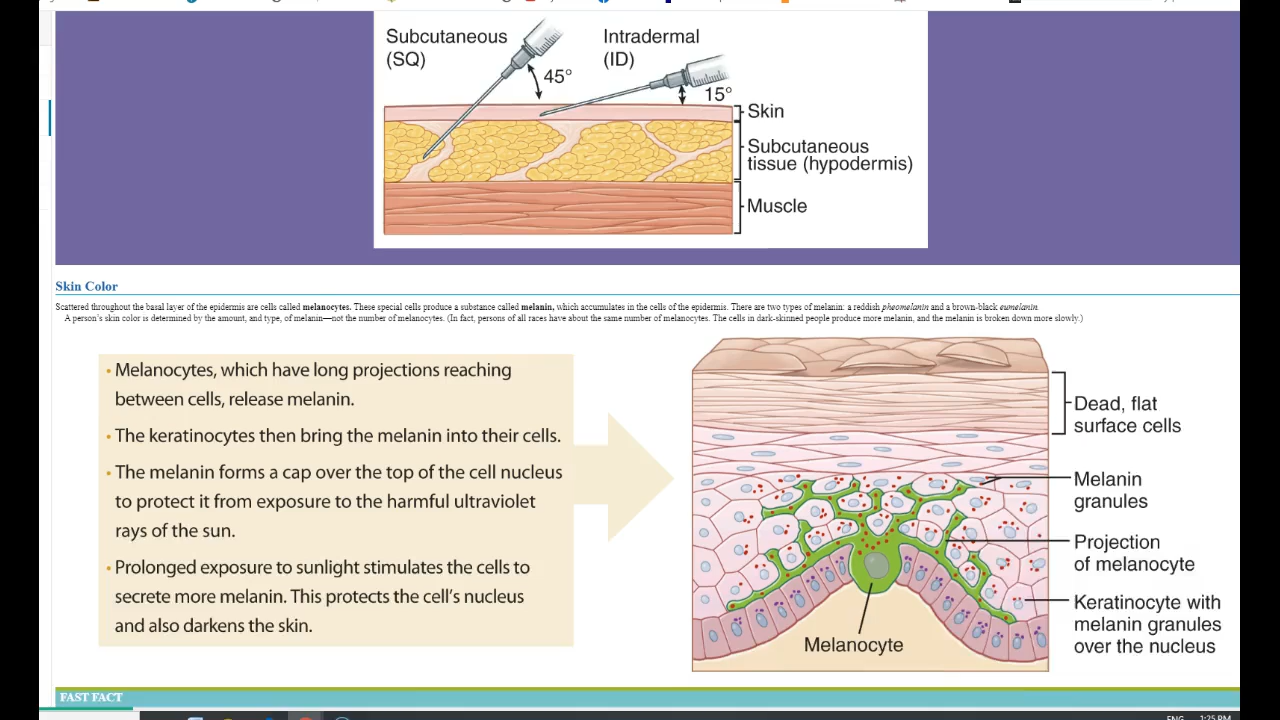 Subcutaneous
(SQ)
Intradermal
(ID)
45°
15°
Skin
Subcutaneous
tissue (hypodermis)
Muscle
Skin Color
Scattered throughout the basal layer of the epidermis are cells called melanocytes. These special cells produce a substance called melanin, which accumulates in the cells of the epidermis. There are two types of melanin: a reddish pheomelanin and a brown-black eumelanin.
A person's skin color is determined by the amount, and type, of melanin—not the number of melanocytes. (In fact, persons of all races have about the same number of melanocytes. The cells in dark-skinned people produce more melanin, and the melanin is broken down more slowly.)
• Melanocytes, which have long projections reaching
between cells, release melanin.
• The keratinocytes then bring the melanin into their cells.
• The melanin forms a cap over the top of the cell nucleus
to protect it from exposure to the harmful ultraviolet
rays of the sun.
• Prolonged exposure to sunlight stimulates the cells to
secrete more melanin. This protects the cell's nucleus
and also darkens the skin.
Dead, flat
surface cells
Melanin
granules
Projection
of melanocyte
Keratinocyte with
melanin granules
over the nucleus
Melanocyte
FAST FACT
ENG 1:25 PM